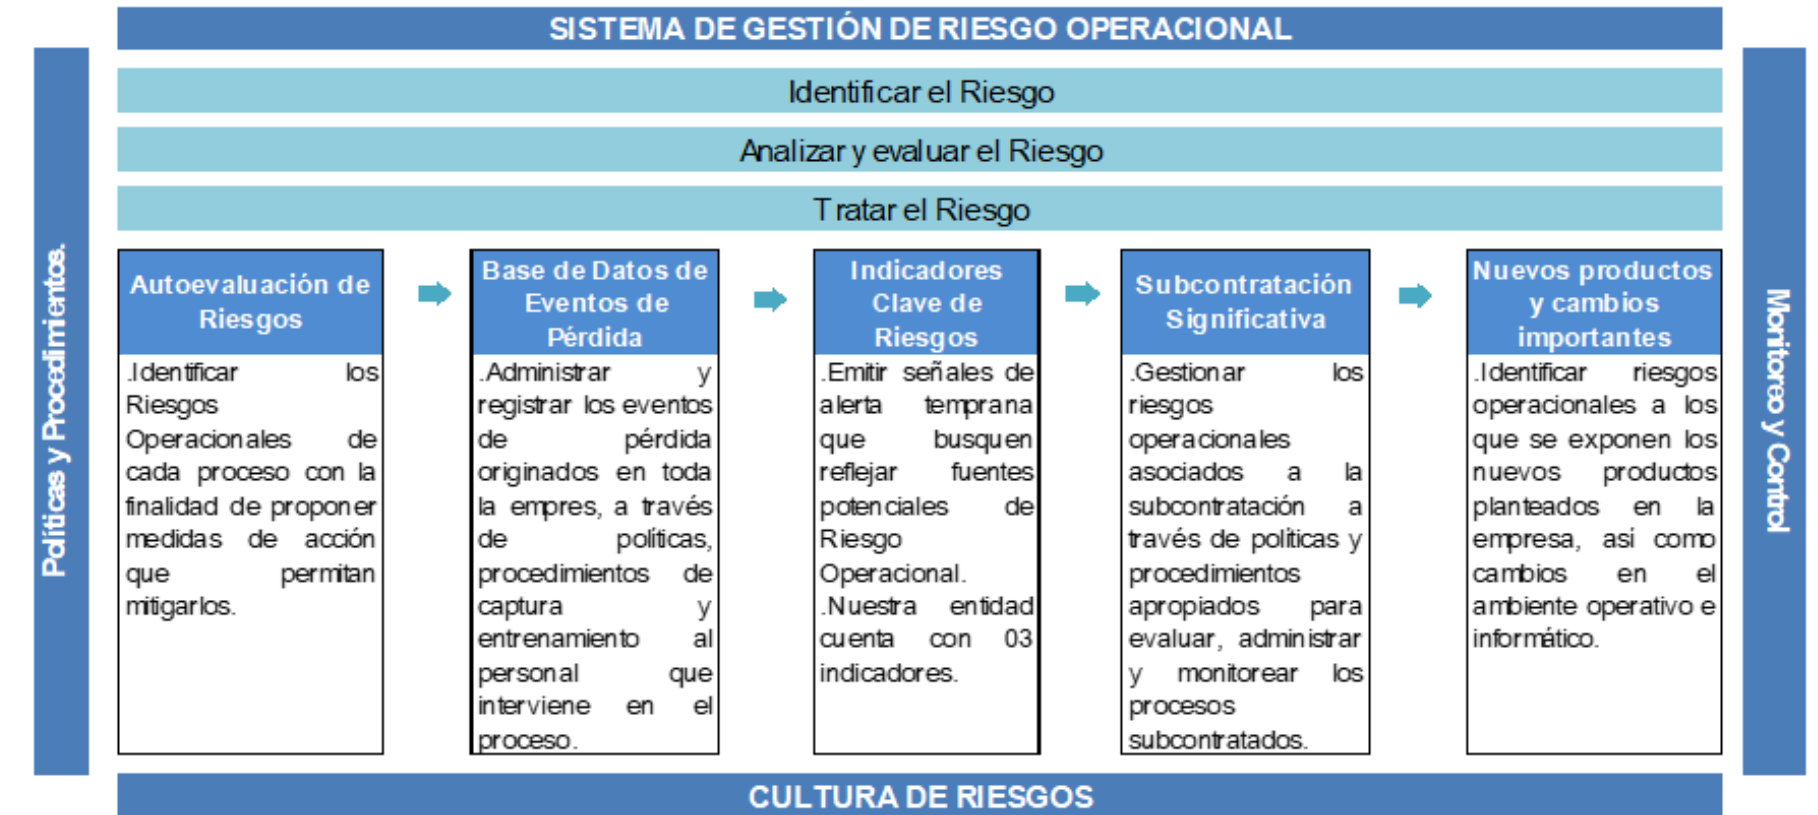 SISTEMA DE GESTIÓN DE RIESGO OPERACIONAL
Identificar el Riesgo
Analizar y evaluar el Riesgo
Tratar el Riesgo
Políticas y Procedimientos.
Autoevaluación de
Riesgos
.Identificar los
Riesgos
Operacionales de
cada proceso con la
finalidad de proponer
medidas de acción
que permitan
mitigarlos.
Base de Datos de
Eventos de
Pérdida
.Administrar y
registrar los eventos
de pérdida
originados en toda
la empres, a través
de políticas,
procedimientos de
captura y
entrenamiento al
personal que
interviene en el
proceso.
Indicadores
Clave de
Riesgos
.Emitir señales de
alerta temprana
que busquen
reflejar fuentes
potenciales de
Riesgo
Operacional.
.Nuestra entidad
cuenta con 03
indicadores.
Subcontratación
Significativa
.Gestionar los
riesgos
operacionales
asociados a la
subcontratación a
través de políticas y
procedimientos
apropiados para
evaluar, administrar
y monitorear los
procesos
subcontratados.
Nuevos productos
y cambios
importantes
.Identificar riesgos
operacionales a los
que se exponen los
nuevos productos
planteados en la
empresa, así como
cambios en el
ambiente operativo e
informático.
Monitoreo y Control
CULTURA DE RIESGOS